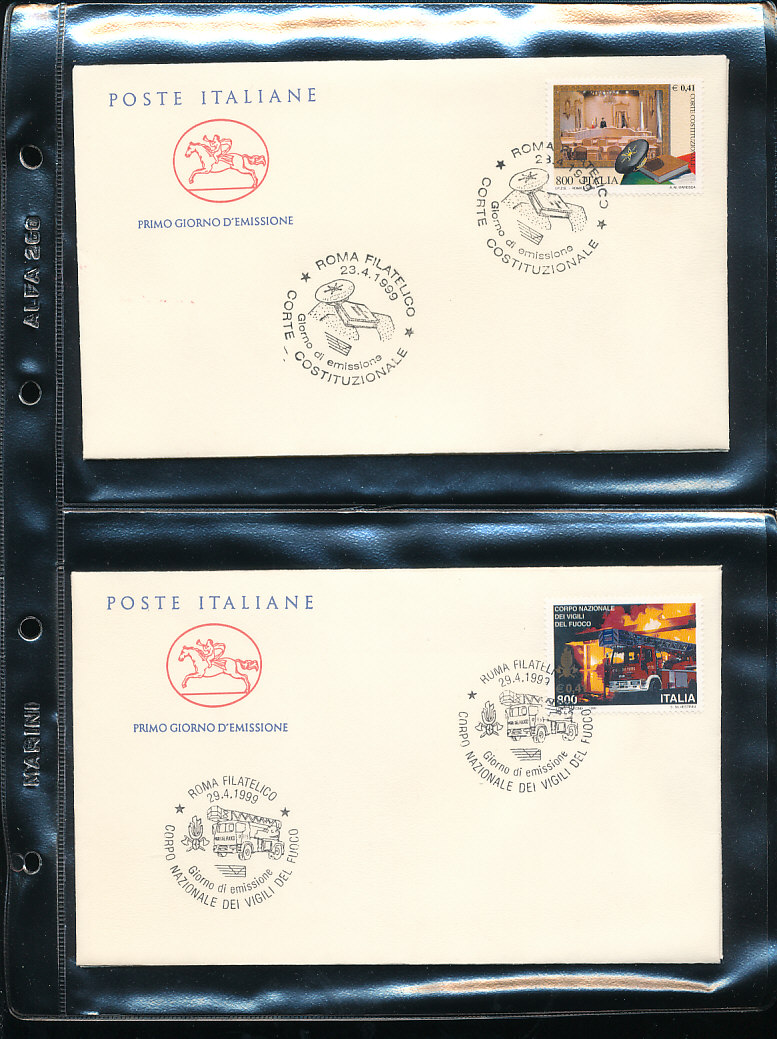 ALFA 260
MARINI
POSTE ITALIANE
PRIMO GIORNO D'EMISSIONE
€ 0,41
CORTE COSTITUZIONALE
800 ITALIA
ROMA FILATELICO
23.4.1999
Giorno di emissione
CORTE COSTITUZIONALE
ROMA FILATELICO
23.4.1999
Giorno di emissione
CORTE COSTITUZIONALE
POSTE ITALIANE
PRIMO GIORNO D'EMISSIONE
CORPO NAZIONALE
DEI VIGILI
DEL FUOCO
€ 0,41
800 ITALIA
ROMA FILATELICO
29.4.1999
Giorno di emissione
CORPO NAZIONALE DEI VIGILI DEL FUOCO
ROMA FILATELICO
29.4.1999
Giorno di emissione
CORPO NAZIONALE DEI VIGILI DEL FUOCO